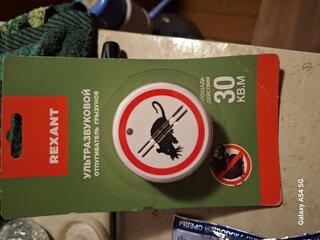 REXANT
УЛЬТРАЗВУКОВОЙ
ОТПУГИВАТЕЛЬ ГРЫЗУНОВ
ПЛОЩАДЬ
ДЕЙСТВИЯ
30
КВ.М
Galaxy A54 5G